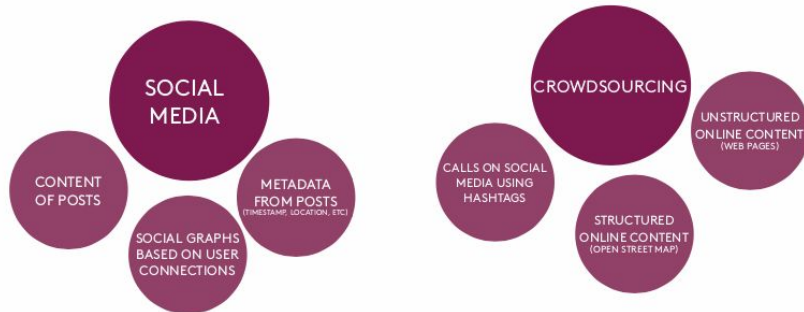 SOCIAL
MEDIA
CONTENT
OF POSTS
SOCIAL GRAPHS
BASED ON USER
CONNECTIONS
METADATA
FROM POSTS
(TIMESTAMP, LOCATION, ETC)
CROWDSOURCING
CALLS ON SOCIAL
MEDIA USING
HASHTAGS
STRUCTURED
ONLINE CONTENT
(OPEN STREET MAP)
UNSTRUCTURED
ONLINE CONTENT
(WEB PAGES)